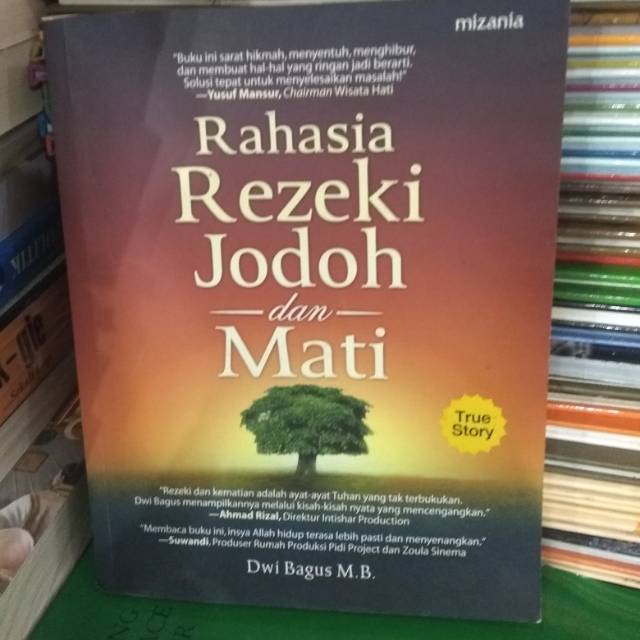 mizania
"Buku ini sarat hikmah, menyentuh, menghibur,
dan membuat hal-hal yang ringan jadi berarti.
Solusi tepat untuk menyelesaikan masalah!"
—Yusuf Mansur, Chairman Wisata Hati
Rahasia
Rezeki
Jodoh
—dan—
Mati
True
Story
"Rezeki dan kematian adalah ayat-ayat Tuhan yang tak terbukukan.
Dwi Bagus menampilkannya melalui kisah-kisah nyata yang mencengangkan."
—Ahmad Rizal, Direktur Intishar Production
"Membaca buku ini, insya Allah hidup terasa lebih pasti dan menyenangkan."
—Suwandi, Produser Rumah Produksi Pidi Project dan Zoula Sinema
Dwi Bagus M.B.